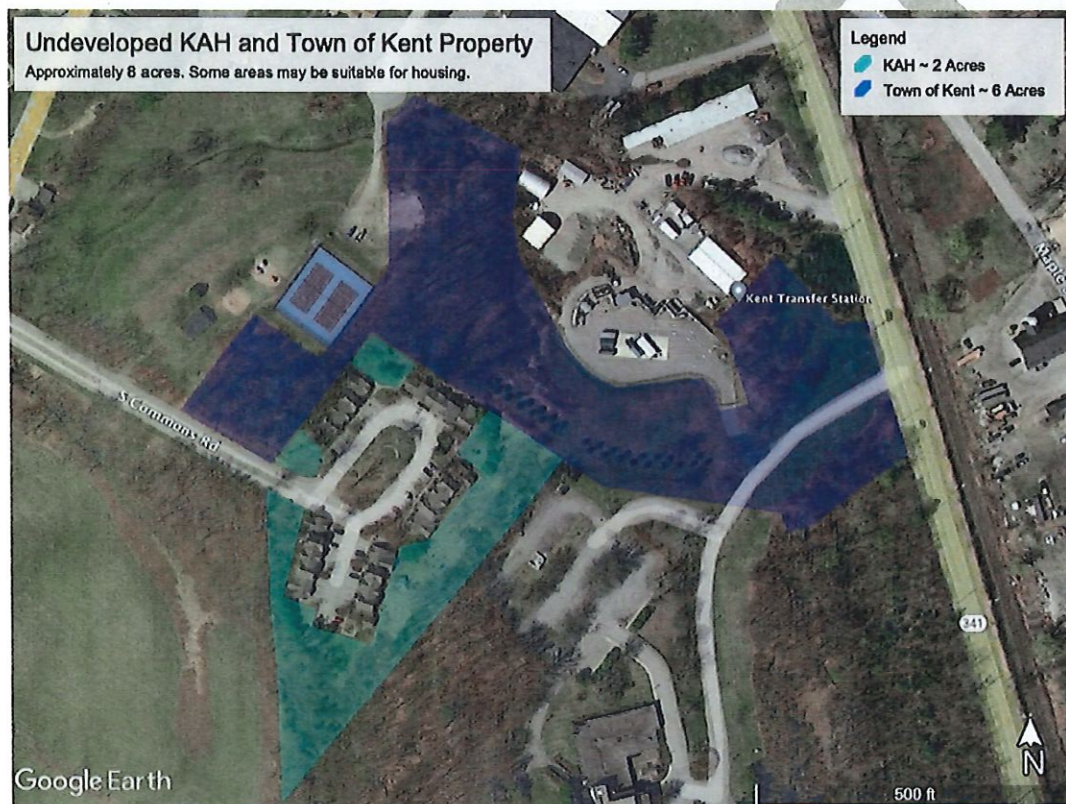 Undeveloped KAH and Town of Kent Property
Approximately 8 acres. Some areas may be suitable for housing.
Legend
KAH ~ 2 Acres
Town of Kent ~ 6 Acres
Maple
Kent Transfer Station
S Commons Rd
341
N
Google Earth
500 ft